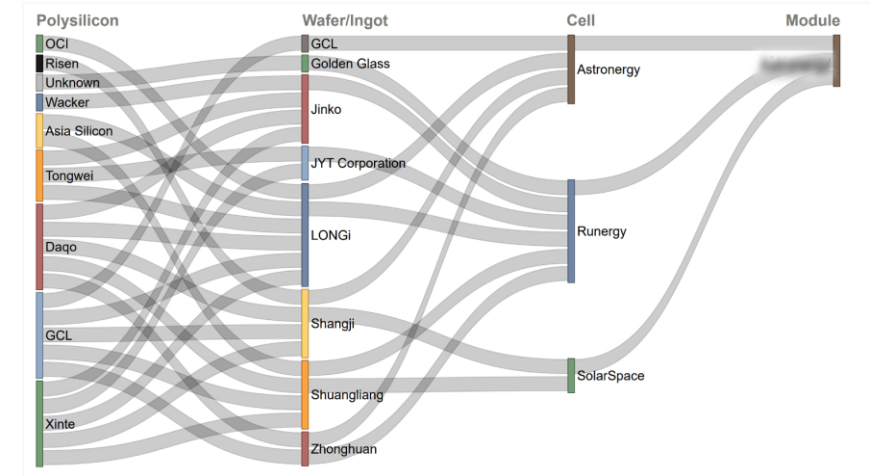 Polysilicon
Wafer/Ingot
Cell
Module
OCI
Risen
Unknown
Wacker
Asia Silicon
Tongwei
Daqo
GCL
Xinte
GCL
Golden Glass
Jinko
JYT Corporation
LONGi
Shangji
Shuangliang
Zhonghuan
Astronergy
Runergy
SolarSpace